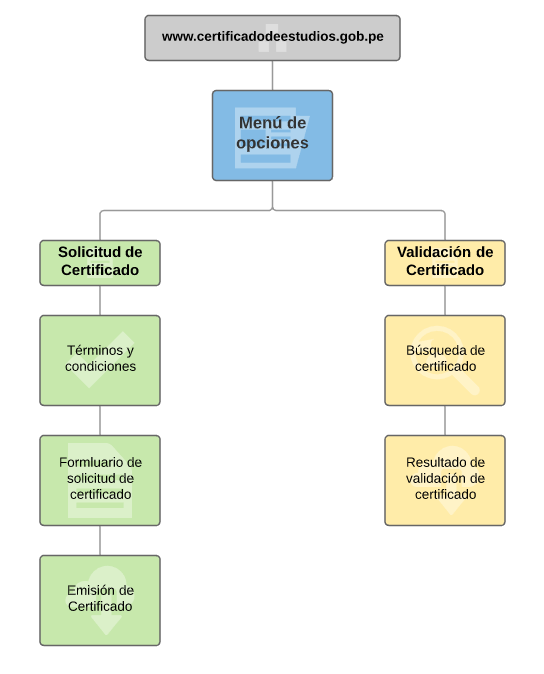 www.certificadodeestudios.gob.pe
Menú de
opciones
Solicitud de
Certificado
Términos y
condiciones
Formluario de
solicitud de
certificado
Emisión de
Certificado
Validación de
Certificado
Búsqueda de
certificado
Resultado de
validación de
certificado